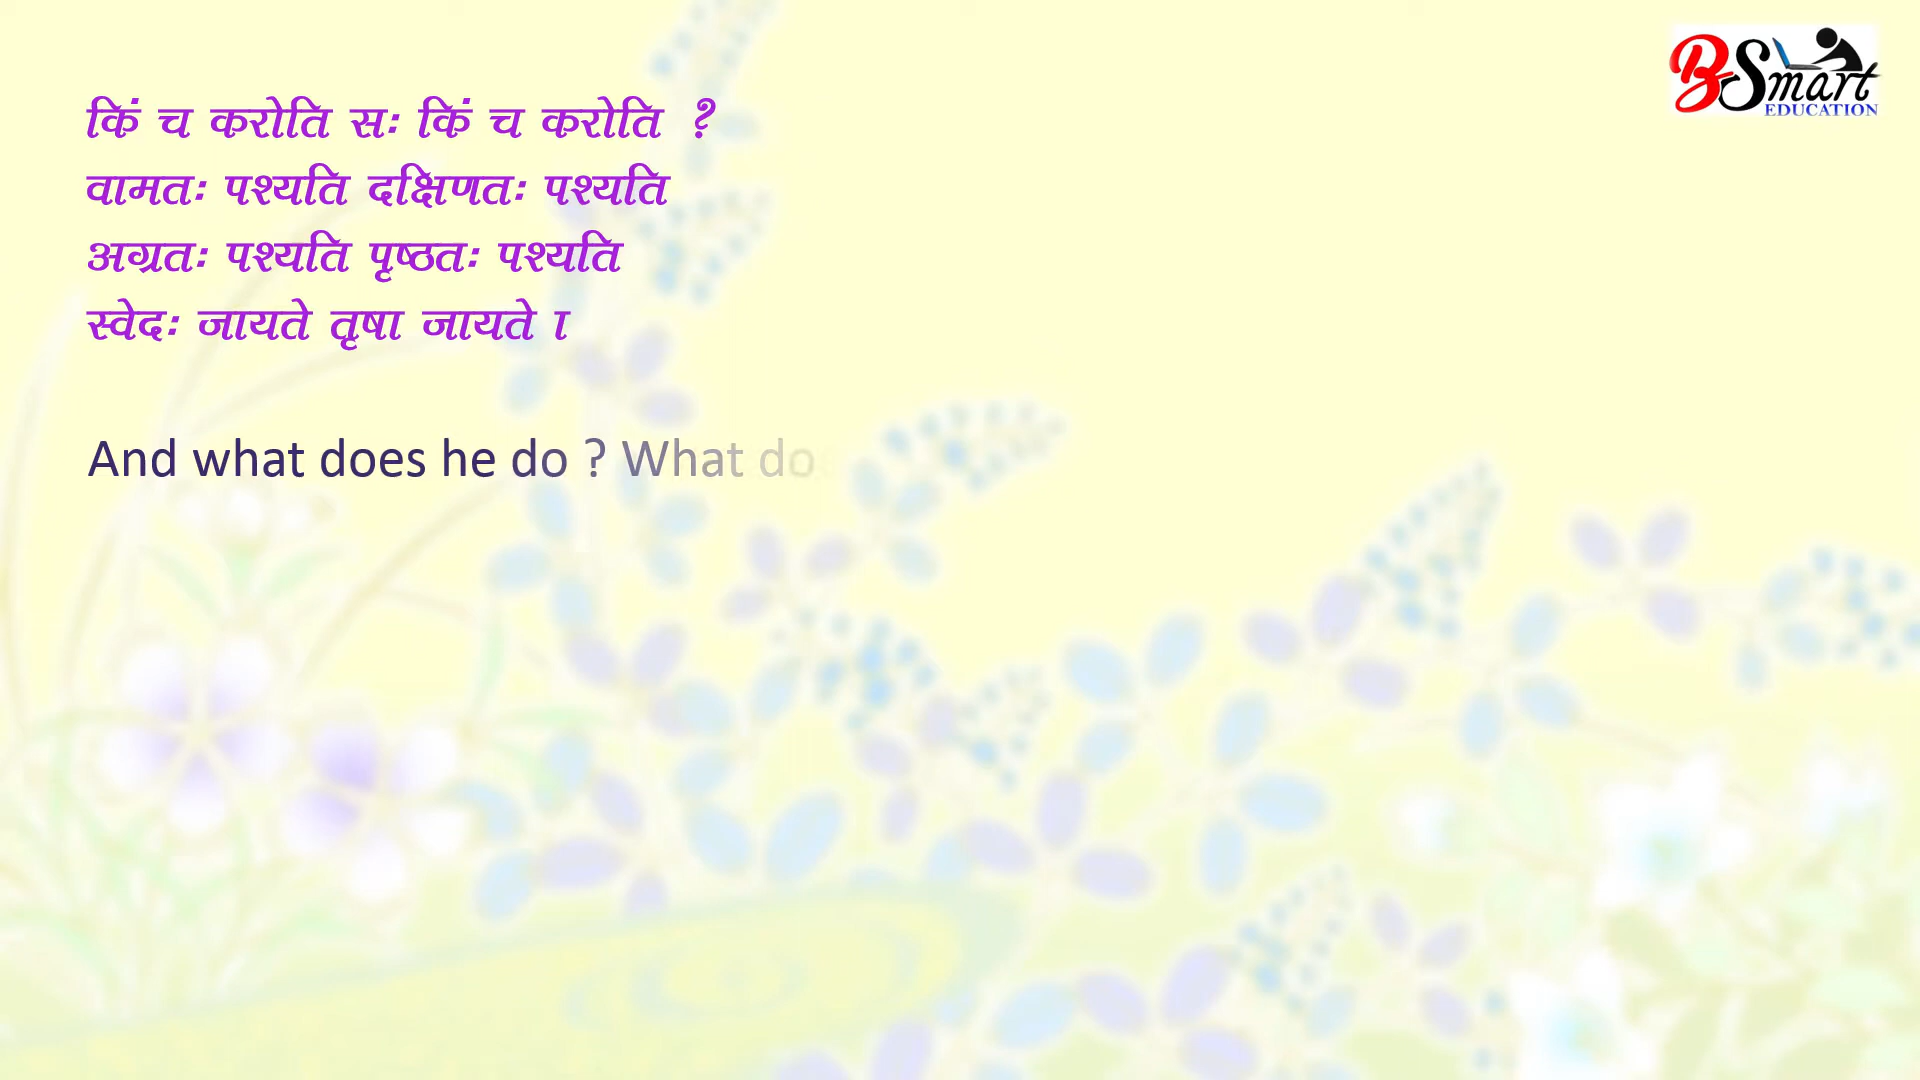 BSmart
EDUCATION
किं च करोति सः किं च करोति ?
वामतः पश्यति दक्षिणतः पश्यति
अग्रतः पश्यति पृष्ठतः पश्यति
स्वेदः जायते तृषा जायते ।
And what does he do ? What do